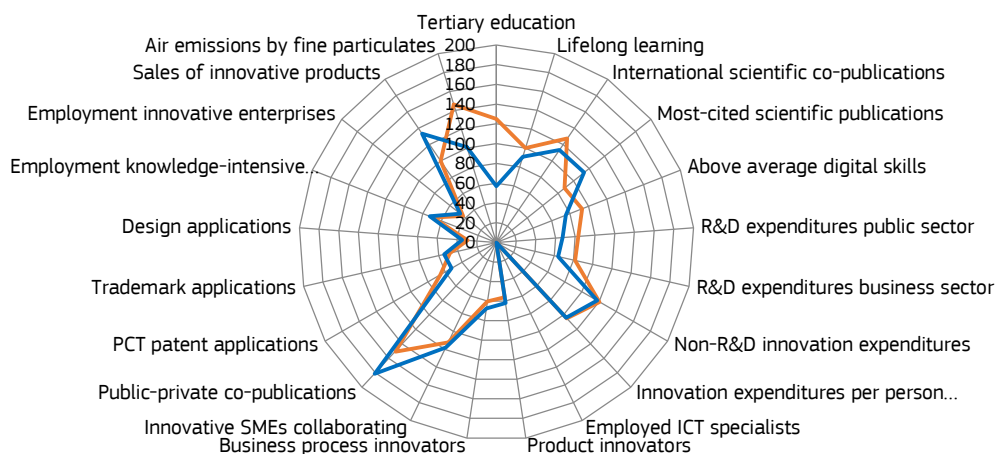 Tertiary education
Lifelong learning
International scientific co-publications
Most-cited scientific publications
Above average digital skills
R&D expenditures public sector
R&D expenditures business sector
Non-R&D innovation expenditures
Innovation expenditures per person...
Employed ICT specialists
Product innovators
Business process innovators
Innovative SMEs collaborating
Public-private co-publications
PCT patent applications
Trademark applications
Design applications
Employment knowledge-intensive...
Employment innovative enterprises
Sales of innovative products
Air emissions by fine particulates
200
180
160
140
120
100
80
60
40
20
0